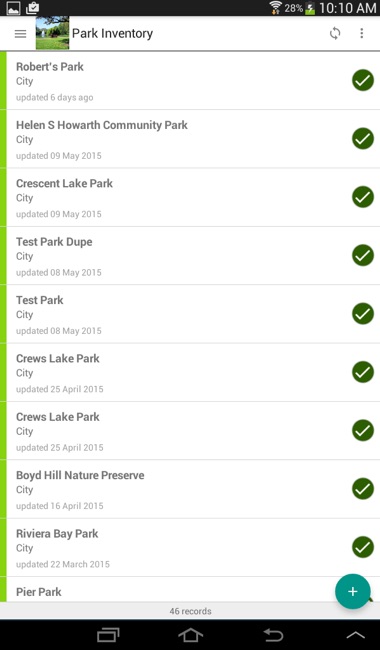 28% 10:10 AM
Park Inventory
Robert's Park
City
updated 6 days ago
Helen S Howarth Community Park
City
updated 09 May 2015
Crescent Lake Park
City
updated 09 May 2015
Test Park Dupe
City
updated 08 May 2015
Test Park
City
updated 08 May 2015
Crews Lake Park
City
updated 25 April 2015
Crews Lake Park
City
updated 25 April 2015
Boyd Hill Nature Preserve
City
updated 16 April 2015
Riviera Bay Park
City
updated 22 March 2015
Pier Park
46 records